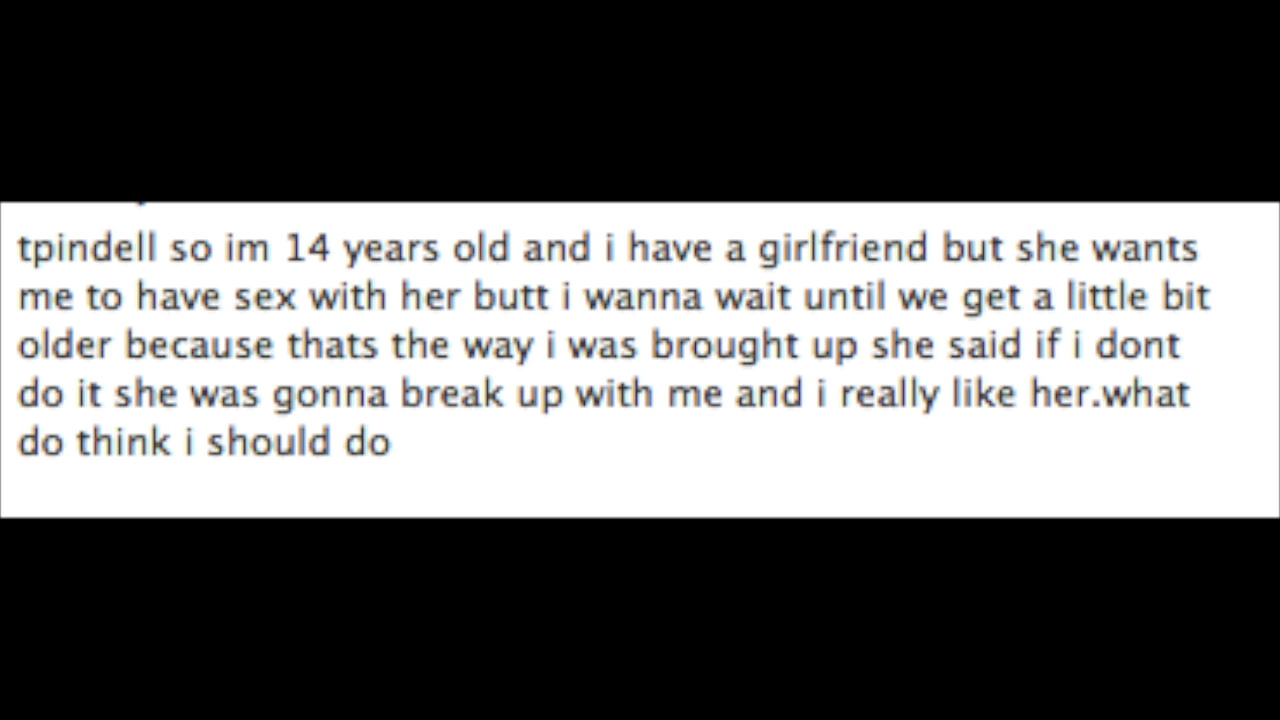 tpindell so im 14 years old and i have a girlfriend but she wants
me to have sex with her butt i wanna wait until we get a little bit
older because thats the way i was brought up she said if i dont
do it she was gonna break up with me and i really like her.what
do think i should do